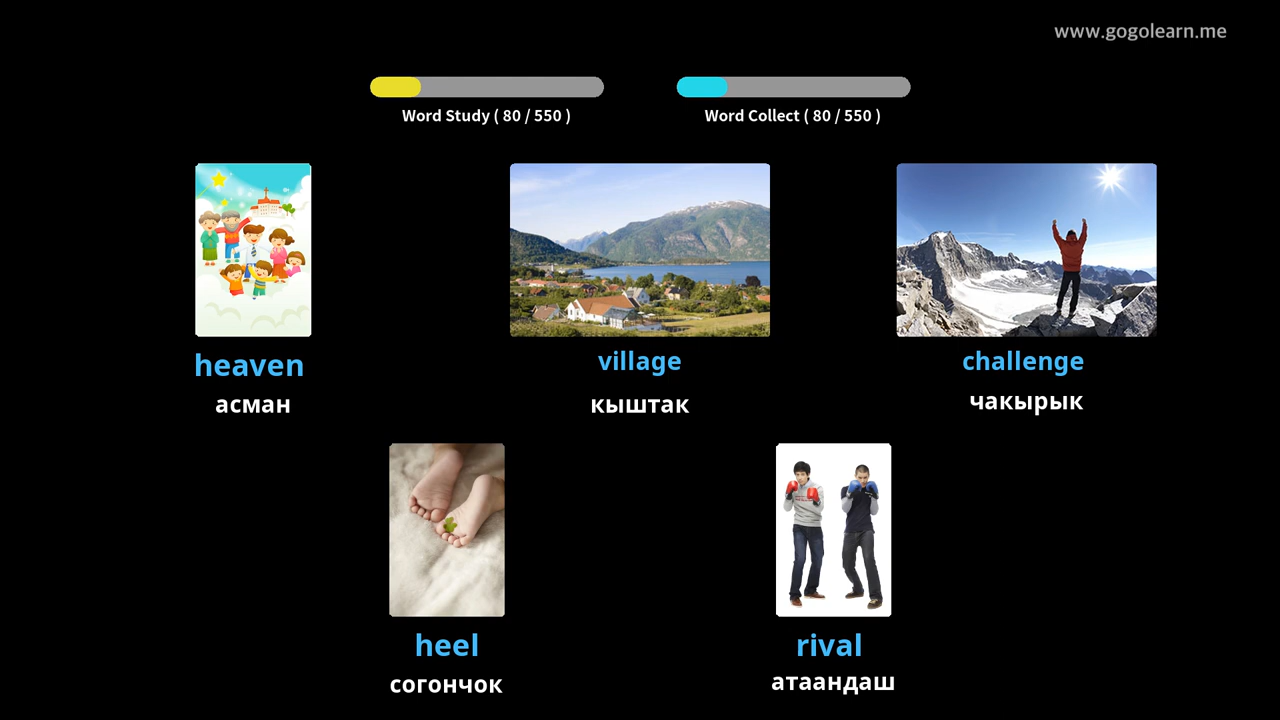 www.gogolearn.me
Word Study ( 80 / 550 )
Word Collect ( 80 / 550 )
heaven
асман
village
кыштак
challenge
чакырык
heel
согончок
rival
атаандаш